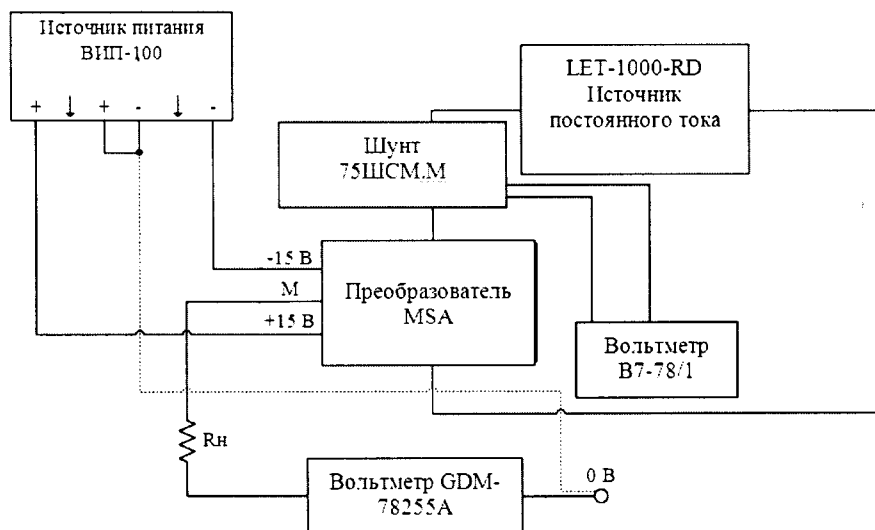 Источник питания
ВИП-100
+ ↓ + - ↓ -
LET-1000-RD
Источник
постоянного тока
Шунт
75ШСМ.М
-15 В
М
+15 В
Преобразователь
MSA
Вольтметр
В7-78/1
Rн
Вольтметр GDM-
78255A
0 В